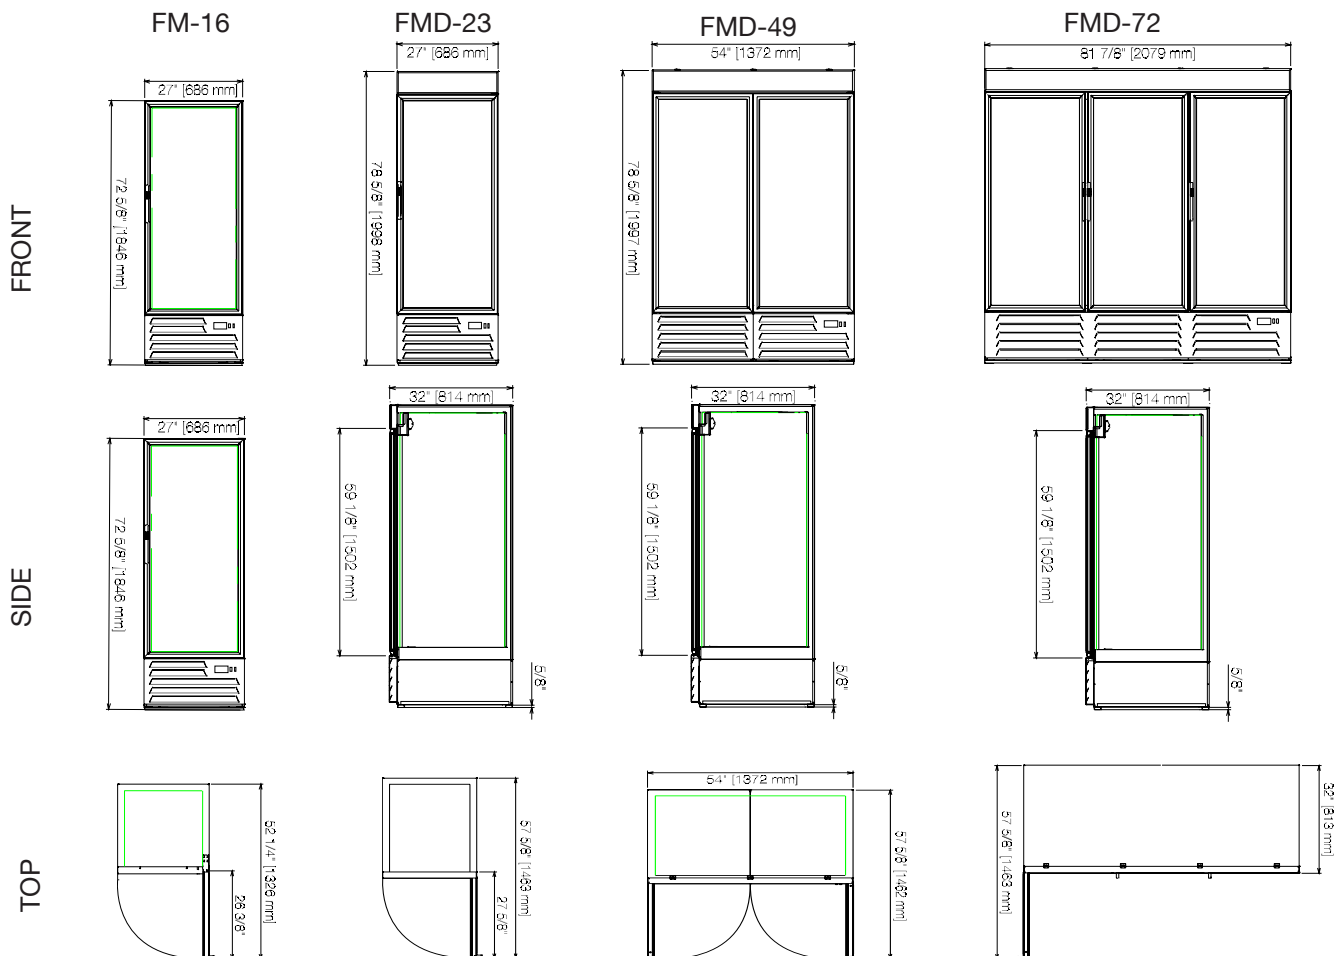 FM-16
FMD-23
FMD-49
FMD-72
FRONT
27" [686 mm]
72 5/8" [1846 mm]
27" [686 mm]
78 5/8" [1998 mm]
54" [1372 mm]
78 5/8" [1997 mm]
81 7/8" [2079 mm]
SIDE
27" [686 mm]
72 5/8" [1846 mm]
32" [814 mm]
59 1/8" [1502 mm]
5/8"
32" [814 mm]
59 1/8" [1502 mm]
5/8"
32" [814 mm]
59 1/8" [1502 mm]
5/8"
TOP
52 1/4" [1326 mm]
26 3/8"
57 5/8" [1463 mm]
27 5/8"
54" [1372 mm]
57 5/8" [1462 mm]
57 5/8" [1463 mm]
32" [813 mm]